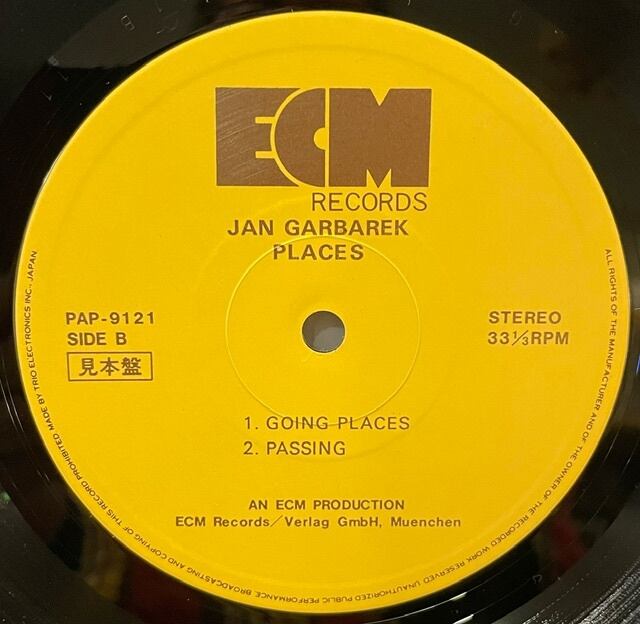 ECM
RECORDS
JAN GARBAREK
PLACES
PAP-9121
SIDE B
見本盤
STEREO
33⅓RPM
1. GOING PLACES
2. PASSING
AN ECM PRODUCTION
ECM Records/Verlag GmbH, Muenchen
ALL RIGHTS OF THE MANUFACTURER AND OF THE OWNER OF THE RECORDED WORK RESERVED UNAUTHORIZED PUBLIC PERFORMANCE BROADCASTING AND COPYING OF THIS RECORD PROHIBITED MADE BY TRIO ELECTRONICS INC., JAPAN